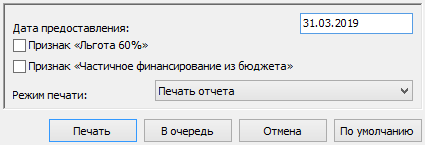 Дата предоставления: 31.03.2019
Признак «Льгота 60%»
Признак «Частичное финансирование из бюджета»
Режим печати: Печать отчета
Печать В очередь Отмена По умолчанию